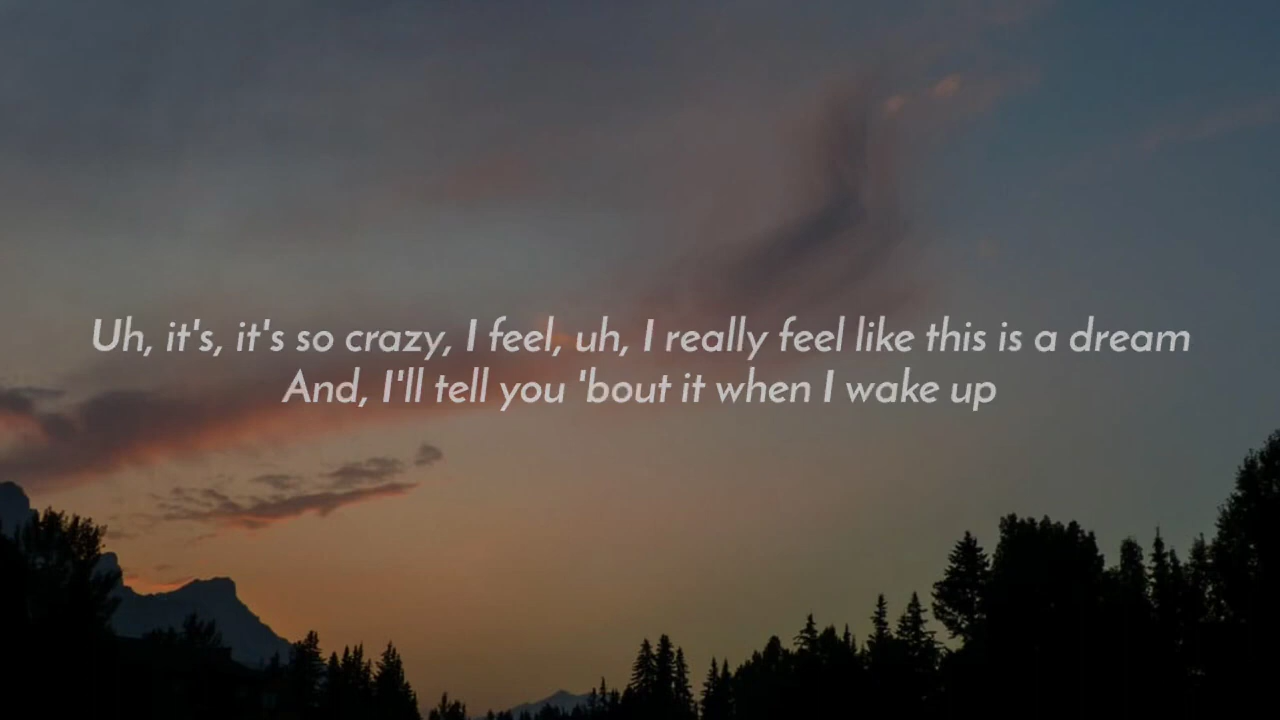 Uh, it's, it's so crazy, I feel, uh, I really feel like this is a dream
And, I'll tell you 'bout it when I wake up